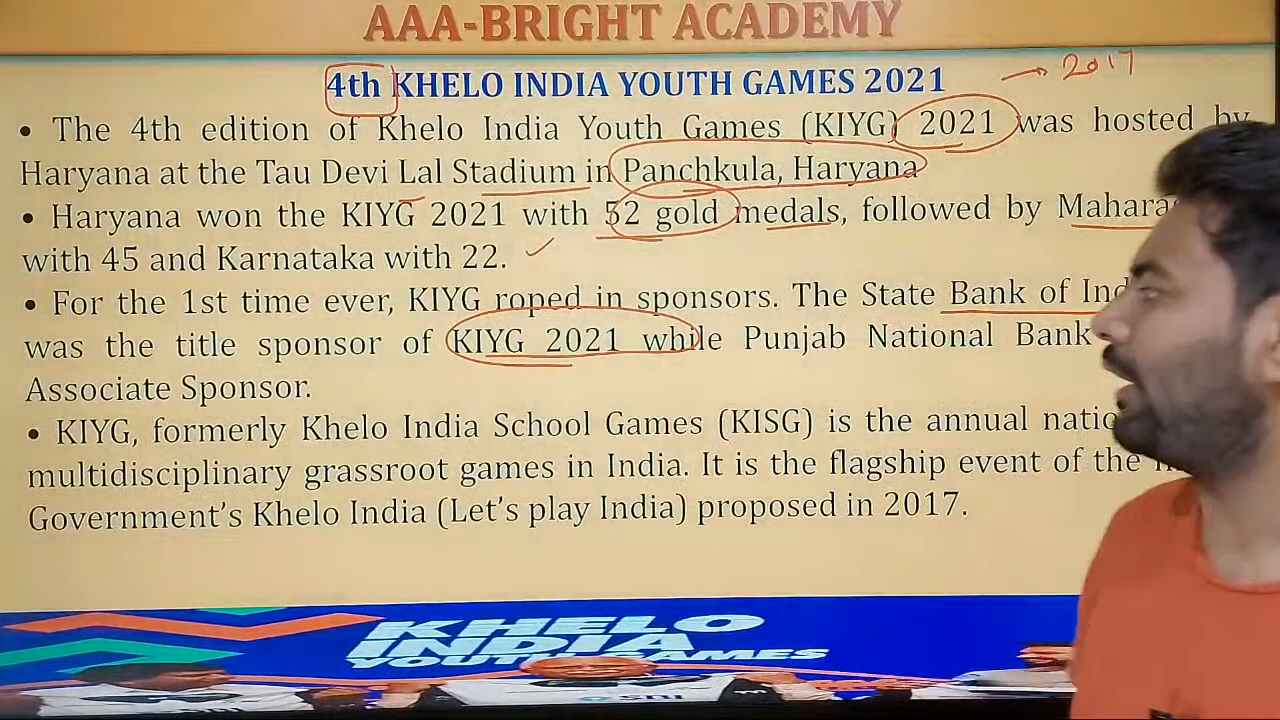 AAA-BRIGHT ACADEMY
4th KHELO INDIA YOUTH GAMES 2021 → 2017
• The 4th edition of Khelo India Youth Games (KIYG) 2021 was hosted by
Haryana at the Tau Devi Lal Stadium in Panchkula, Haryana
• Haryana won the KIYG 2021 with 52 gold medals, followed by
with 45 and Karnataka with 22.
• For the 1st time ever, KIYG roped in sponsors. The State Bank of
was the title sponsor of KIYG 2021 while Punjab National Bank
Associate Sponsor.
• KIYG, formerly Khelo India School Games (KISG) is the annual
multidisciplinary grassroot games in India. It is the flagship event of the
Government's Khelo India (Let's play India) proposed in 2017.
KHELO
INDIA
YOUTH GAMES
SBI